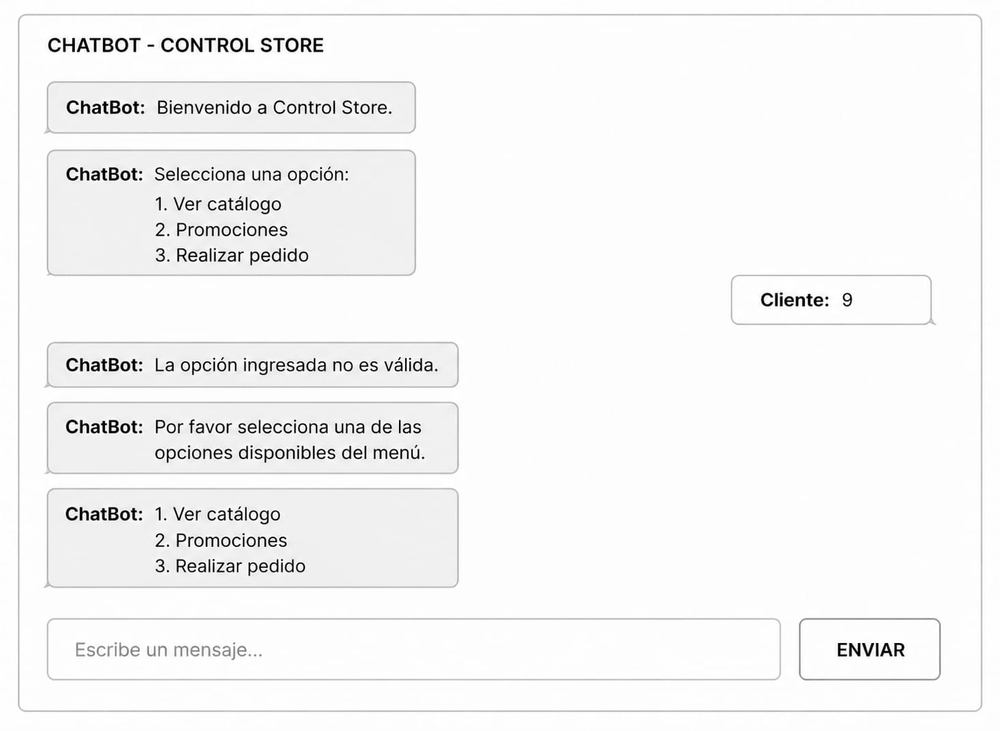 CHATBOT - CONTROL STORE
ChatBot: Bienvenido a Control Store.
ChatBot: Selecciona una opción:
1. Ver catálogo
2. Promociones
3. Realizar pedido
Cliente: 9
ChatBot: La opción ingresada no es válida.
ChatBot: Por favor selecciona una de las
opciones disponibles del menú.
ChatBot: 1. Ver catálogo
2. Promociones
3. Realizar pedido
Escribe un mensaje...
ENVIAR